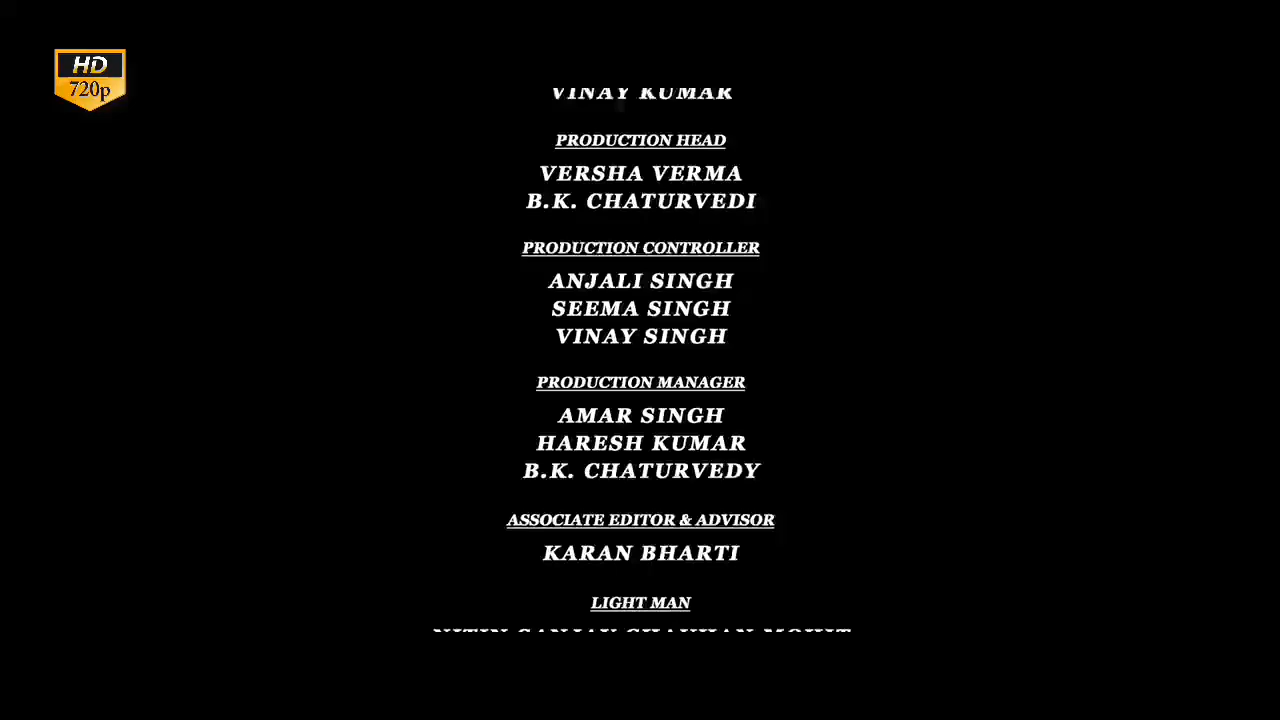 HD
720p
VINAY KUMAR
PRODUCTION HEAD
VERSHA VERMA
B.K. CHATURVEDI
PRODUCTION CONTROLLER
ANJALI SINGH
SEEMA SINGH
VINAY SINGH
PRODUCTION MANAGER
AMAR SINGH
HARESH KUMAR
B.K. CHATURVEDY
ASSOCIATE EDITOR & ADVISOR
KARAN BHARTI
LIGHT MAN